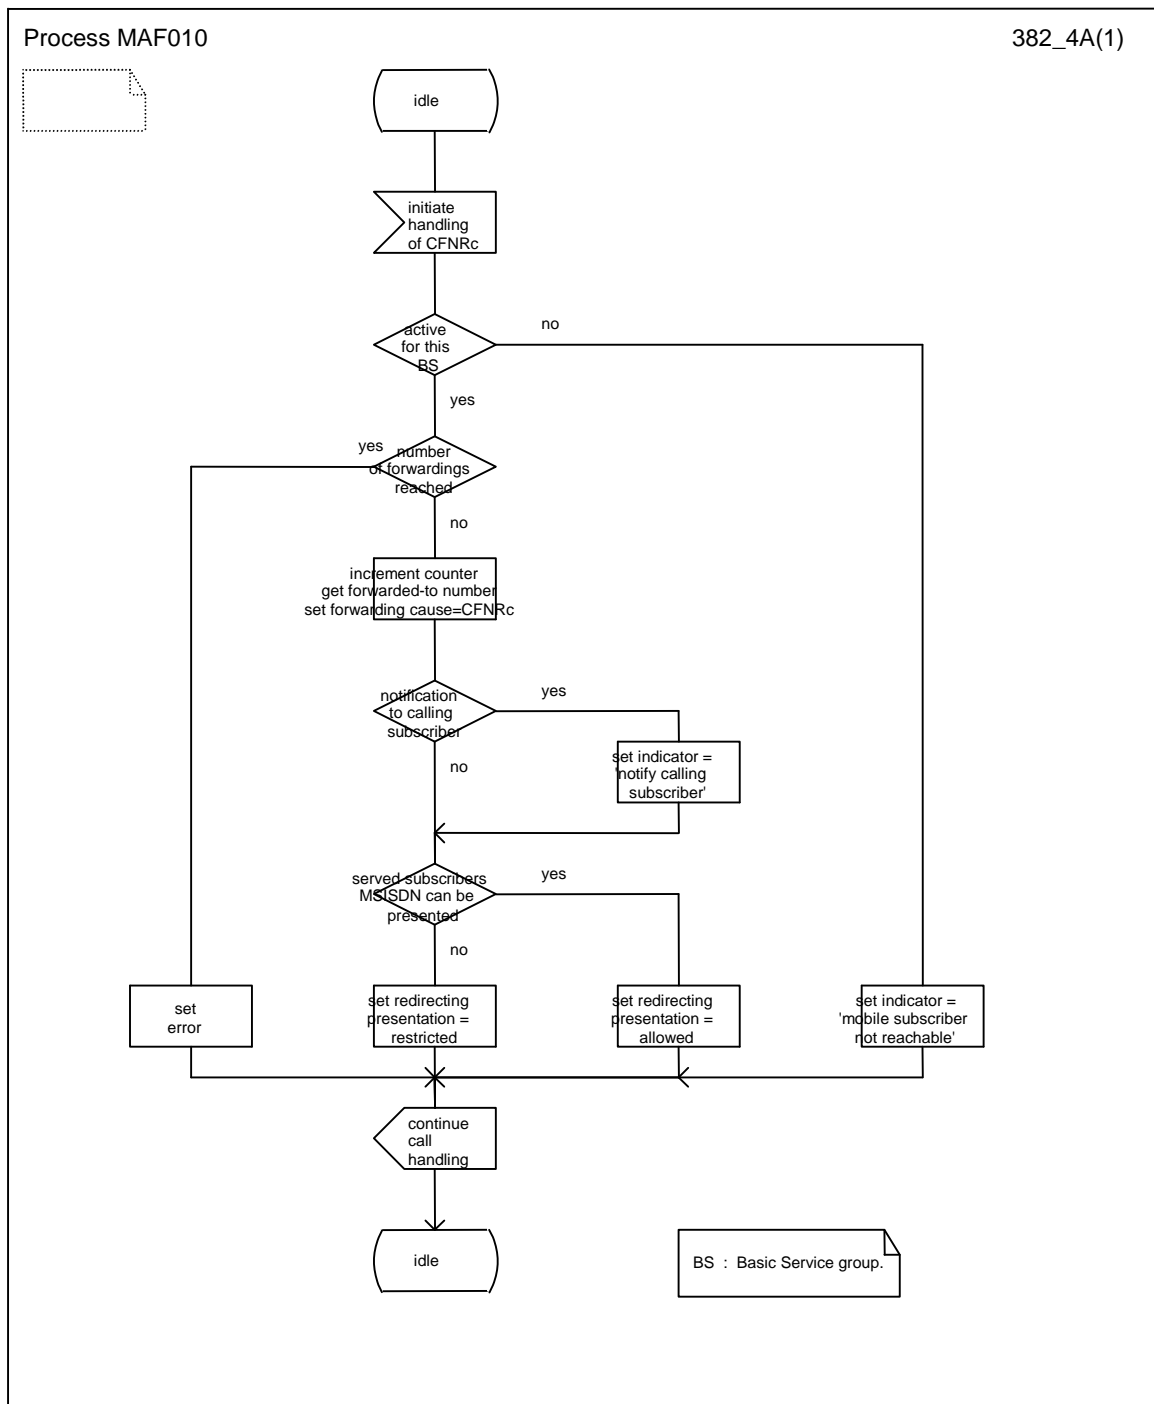 Process MAF010
382_4A(1)
idle
initiate
handling
of CFNRc
active
for this
BS
no
yes
number
of forwardings
reached
yes
no
increment counter
get forwarded-to number
set forwarding cause=CFNRc
notification
to calling
subscriber
yes
no
set indicator =
'notify calling
subscriber'
served subscribers
MSISDN can be
presented
yes
no
set
error
set redirecting
presentation =
restricted
set redirecting
presentation =
allowed
set indicator =
'mobile subscriber
not reachable'
continue
call
handling
idle
BS : Basic Service group.